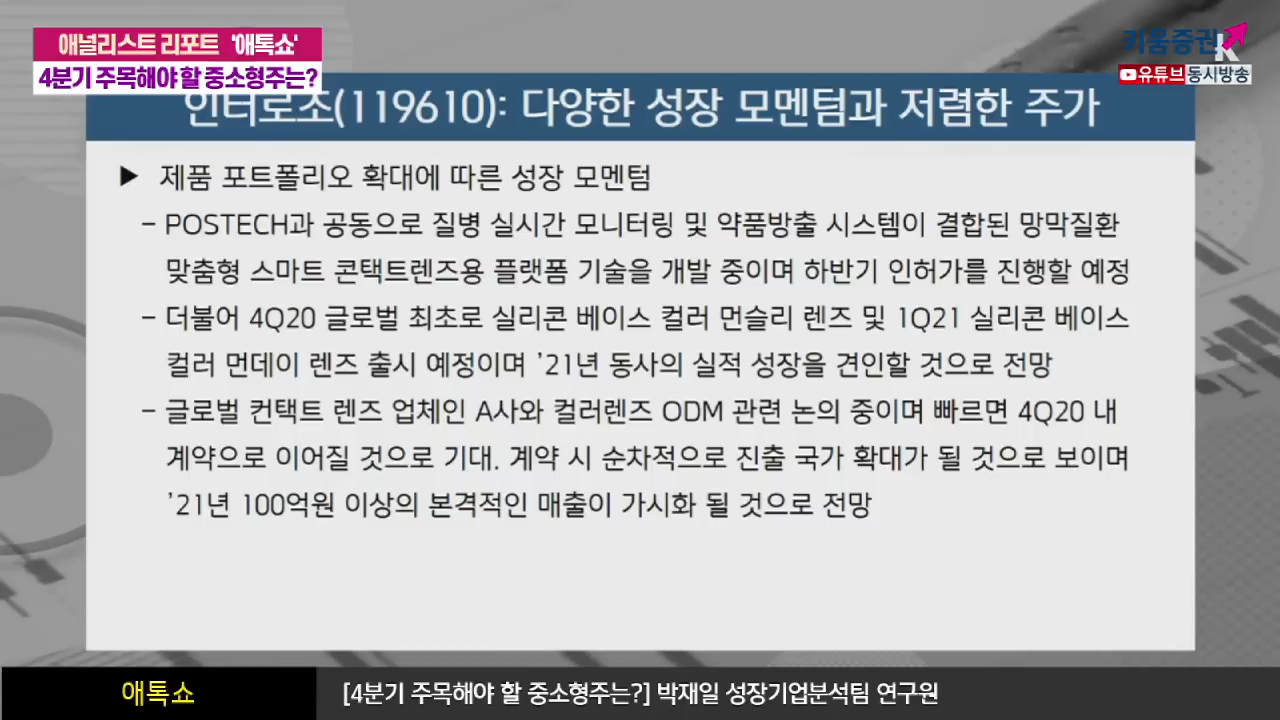 애널리스트 리포트 '애톡쇼'
4분기 주목해야 할 중소형주는?
키움증권K
유튜브 동시방송
인터로조(119610): 다양한 성장 모멘텀과 저렴한 주가
▶ 제품 포트폴리오 확대에 따른 성장 모멘텀
- POSTECH과 공동으로 질병 실시간 모니터링 및 약품방출 시스템이 결합된 망막질환
맞춤형 스마트 콘택트렌즈용 플랫폼 기술을 개발 중이며 하반기 인허가를 진행할 예정
- 더불어 4Q20 글로벌 최초로 실리콘 베이스 컬러 먼슬리 렌즈 및 1Q21 실리콘 베이스
컬러 먼데이 렌즈 출시 예정이며 '21년 동사의 실적 성장을 견인할 것으로 전망
- 글로벌 컨택트 렌즈 업체인 A사와 컬러렌즈 ODM 관련 논의 중이며 빠르면 4Q20 내
계약으로 이어질 것으로 기대. 계약 시 순차적으로 진출 국가 확대가 될 것으로 보이며
'21년 100억원 이상의 본격적인 매출이 가시화 될 것으로 전망
애톡쇼
[4분기 주목해야 할 중소형주는?] 박재일 성장기업분석팀 연구원